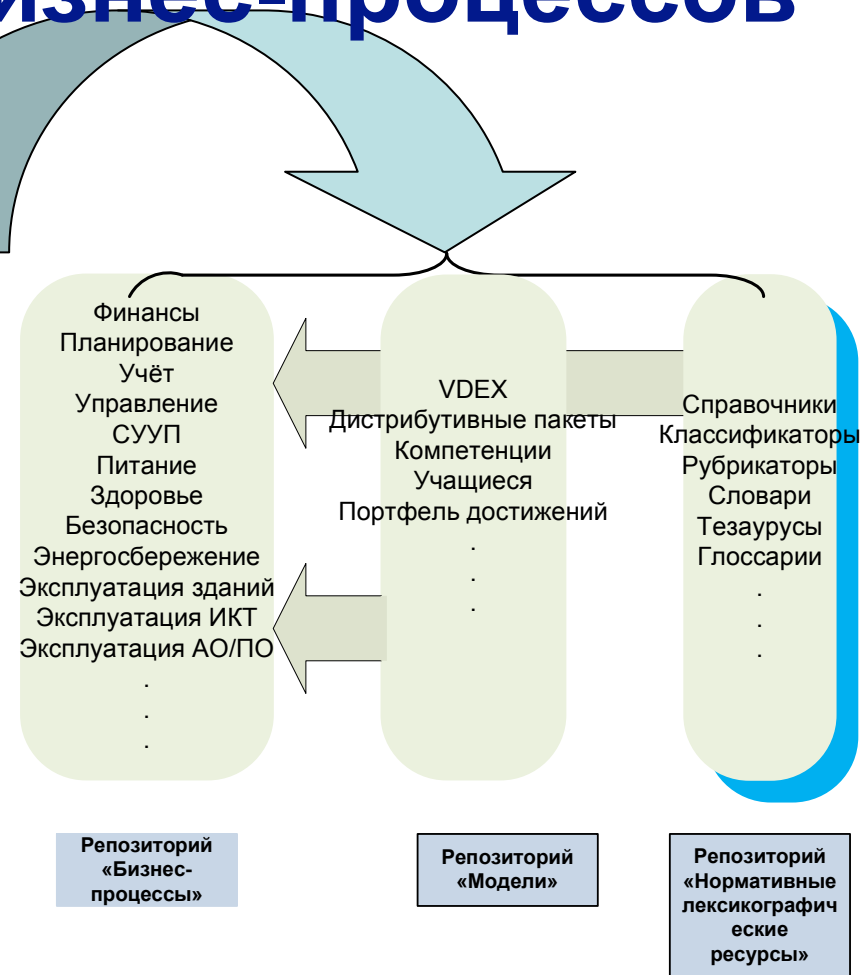 изнес-процессов
Финансы
Планирование
Учёт
Управление
СУУП
Питание
Здоровье
Безопасность
Энергосбережение
Эксплуатация зданий
Эксплуатация ИКТ
Эксплуатация АО/ПО
.
.
.
VDEX
Дистрибутивные пакеты
Компетенции
Учащиеся
Портфель достижений
.
.
.
Справочники
Классификаторы
Рубрикаторы
Словари
Тезаурусы
Глоссарии
.
.
.
Репозиторий
«Бизнес-
процессы»
Репозиторий
«Модели»
Репозиторий
«Нормативные
лексикографич
еские
ресурсы»